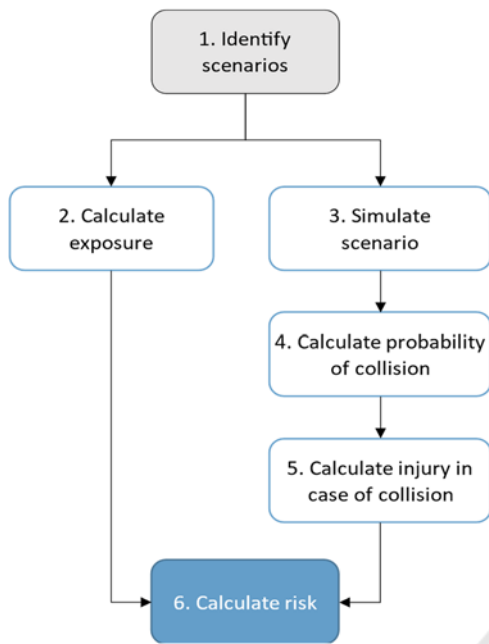 1. Identify
scenarios
2. Calculate
exposure
3. Simulate
scenario
4. Calculate probability
of collision
5. Calculate injury in
case of collision
6. Calculate risk